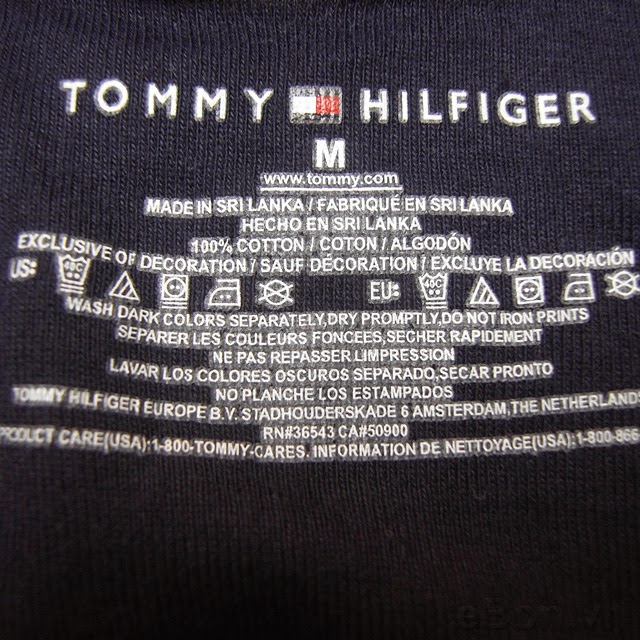 TOMMY HILFIGER
M
www.tommy.com
MADE IN SRI LANKA / FABRIQUÉ EN SRI LANKA
HECHO EN SRI LANKA
100% COTTON / COTON / ALGODÓN
EXCLUSIVE OF DECORATION / SAUF DÉCORATION / EXCLUYE LA DECORACIÓN
US: 40C EU: 40C
WASH DARK COLORS SEPARATELY,DRY PROMPTLY,DO NOT IRON PRINTS
SEPARER LES COULEURS FONCEES,SECHER RAPIDEMENT
NE PAS REPASSER LIMPRESSION
LAVAR LOS COLORES OSCUROS SEPARADO,SECAR PRONTO
NO PLANCHE LOS ESTAMPADOS
TOMMY HILFIGER EUROPE B.V. STADHOUDERSKADE 6 AMSTERDAM,THE NETHERLANDS
RN#36543 CA#50900
PRODUCT CARE(USA):1-800-TOMMY-CARES. INFORMATION DE NETTOYAGE(USA):1-800-866